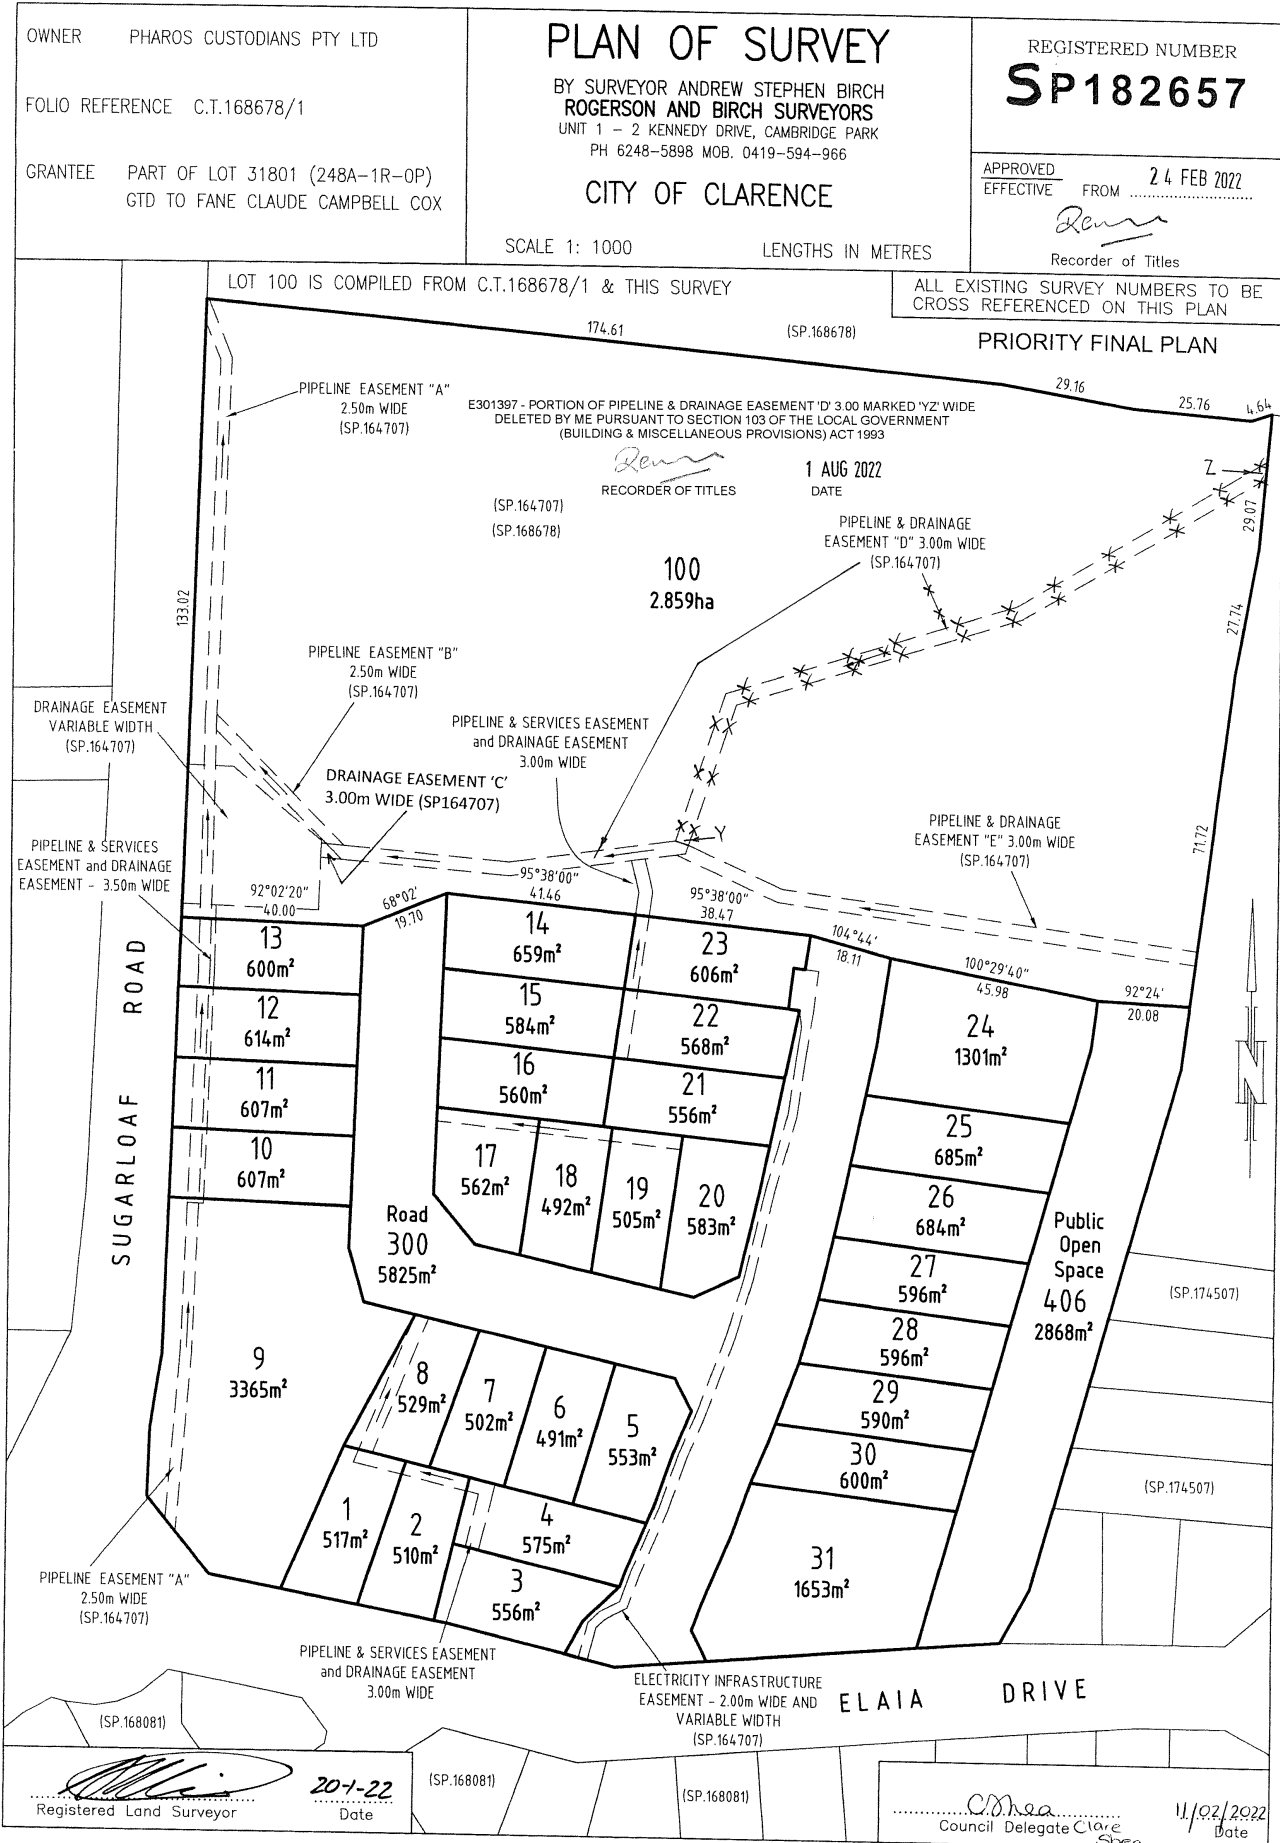 OWNER PHAROS CUSTODIANS PTY LTD
FOLIO REFERENCE C.T.168678/1
GRANTEE PART OF LOT 31801 (248A-1R-0P)
GTD TO FANE CLAUDE CAMPBELL COX
PLAN OF SURVEY
BY SURVEYOR ANDREW STEPHEN BIRCH
ROGERSON AND BIRCH SURVEYORS
UNIT 1 - 2 KENNEDY DRIVE, CAMBRIDGE PARK
PH 6248-5898 MOB. 0419-594-966
CITY OF CLARENCE
SCALE 1: 1000 LENGTHS IN METRES
REGISTERED NUMBER
SP182657
APPROVED
EFFECTIVE FROM 24 FEB 2022
Recorder of Titles
LOT 100 IS COMPILED FROM C.T.168678/1 & THIS SURVEY
ALL EXISTING SURVEY NUMBERS TO BE
CROSS REFERENCED ON THIS PLAN
PRIORITY FINAL PLAN
174.61
(SP.168678)
29.16
25.76
4.64
PIPELINE EASEMENT "A"
2.50m WIDE
(SP.164707)
E301397 - PORTION OF PIPELINE & DRAINAGE EASEMENT 'D' 3.00 MARKED 'YZ' WIDE
DELETED BY ME PURSUANT TO SECTION 103 OF THE LOCAL GOVERNMENT
(BUILDING & MISCELLANEOUS PROVISIONS) ACT 1993
RECORDER OF TITLES
1 AUG 2022
DATE
Z
29.07
(SP.164707)
(SP.168678)
PIPELINE & DRAINAGE
EASEMENT "D" 3.00m WIDE
(SP.164707)
100
2.859ha
133.02
27.74
PIPELINE EASEMENT "B"
2.50m WIDE
(SP.164707)
DRAINAGE EASEMENT
VARIABLE WIDTH
(SP.164707)
PIPELINE & SERVICES EASEMENT
and DRAINAGE EASEMENT
3.00m WIDE
DRAINAGE EASEMENT 'C'
3.00m WIDE (SP164707)
Y
PIPELINE & DRAINAGE
EASEMENT "E" 3.00m WIDE
(SP.164707)
71.72
PIPELINE & SERVICES
EASEMENT and DRAINAGE
EASEMENT - 3.50m WIDE
92°02'20"
40.00
68°02'
19.70
95°38'00"
41.46
95°38'00"
38.47
104°44'
18.11
100°29'40"
45.98
92°24'
20.08
N
SUGARLOAF ROAD
13
600m²
12
614m²
11
607m²
10
607m²
14
659m²
15
584m²
16
560m²
23
606m²
22
568m²
21
556m²
17
562m²
18
492m²
19
505m²
20
583m²
24
1301m²
25
685m²
26
684m²
27
596m²
28
596m²
29
590m²
30
600m²
31
1653m²
Road
300
5825m²
Public
Open
Space
406
2868m²
(SP.174507)
(SP.174507)
9
3365m²
8
529m²
7
502m²
6
491m²
5
553m²
1
517m²
2
510m²
4
575m²
3
556m²
PIPELINE EASEMENT "A"
2.50m WIDE
(SP.164707)
PIPELINE & SERVICES EASEMENT
and DRAINAGE EASEMENT
3.00m WIDE
ELECTRICITY INFRASTRUCTURE
EASEMENT - 2.00m WIDE AND
VARIABLE WIDTH
(SP.164707)
ELAIA DRIVE
(SP.168081)
(SP.168081)
(SP.168081)
20-1-22
Registered Land Surveyor Date
CShea 11/02/2022
Council Delegate Clare Date
Shea